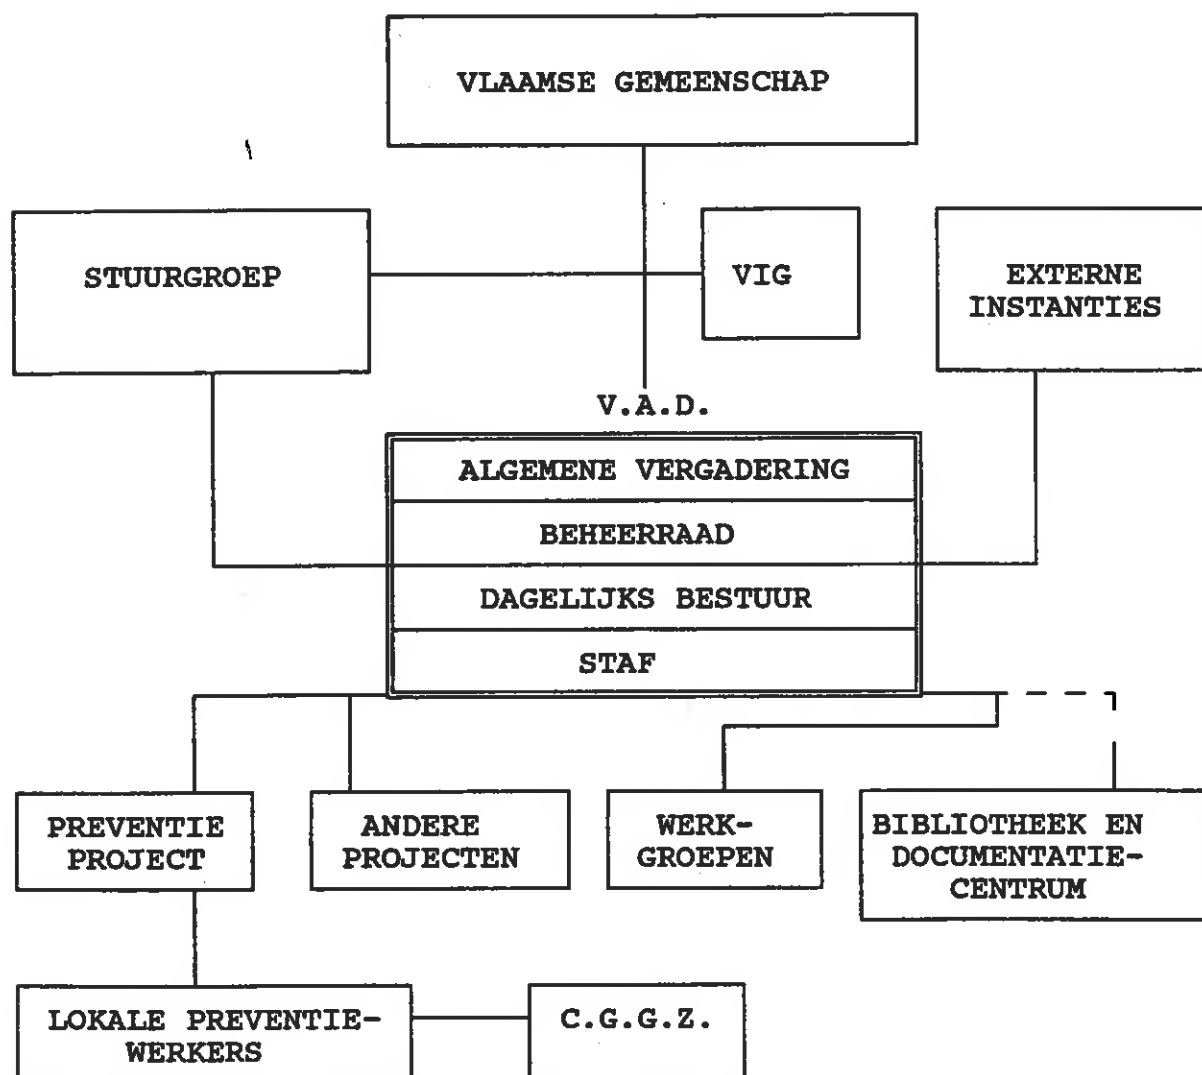 VLAAMSE GEMEENSCHAP
STUURGROEP
VIG
EXTERNE
INSTANTIES
V.A.D.
ALGEMENE VERGADERING
BEHEERRAAD
DAGELIJKS BESTUUR
STAF
PREVENTIE
PROJECT
ANDERE
PROJECTEN
WERK-
GROEPEN
BIBLIOTHEEK EN
DOCUMENTATIE-
CENTRUM
LOKALE PREVENTIE-
WERKERS
C.G.G.Z.